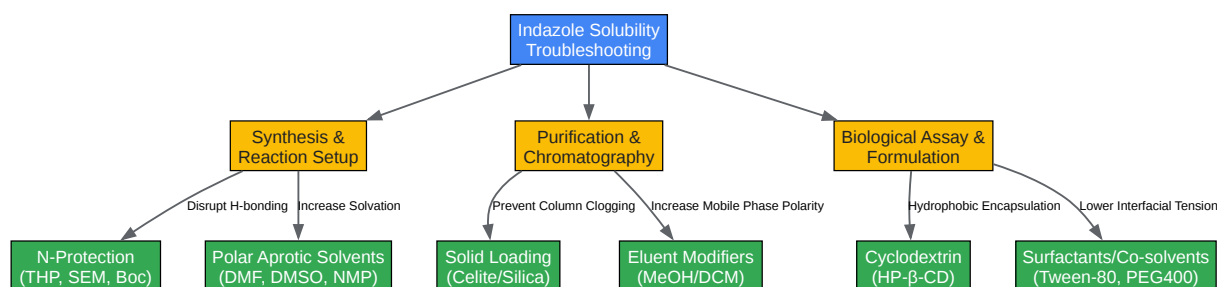 Indazole Solubility
Troubleshooting
Synthesis &
Reaction Setup
Purification &
Chromatography
Biological Assay &
Formulation
Disrupt H-bonding
Increase Solvation
Prevent Column Clogging
Increase Mobile Phase Polarity
Hydrophobic Encapsulation
Lower Interfacial Tension
N-Protection
(THP, SEM, Boc)
Polar Aprotic Solvents
(DMF, DMSO, NMP)
Solid Loading
(Celite/Silica)
Eluent Modifiers
(MeOH/DCM)
Cyclodextrin
(HP-β-CD)
Surfactants/Co-solvents
(Tween-80, PEG400)